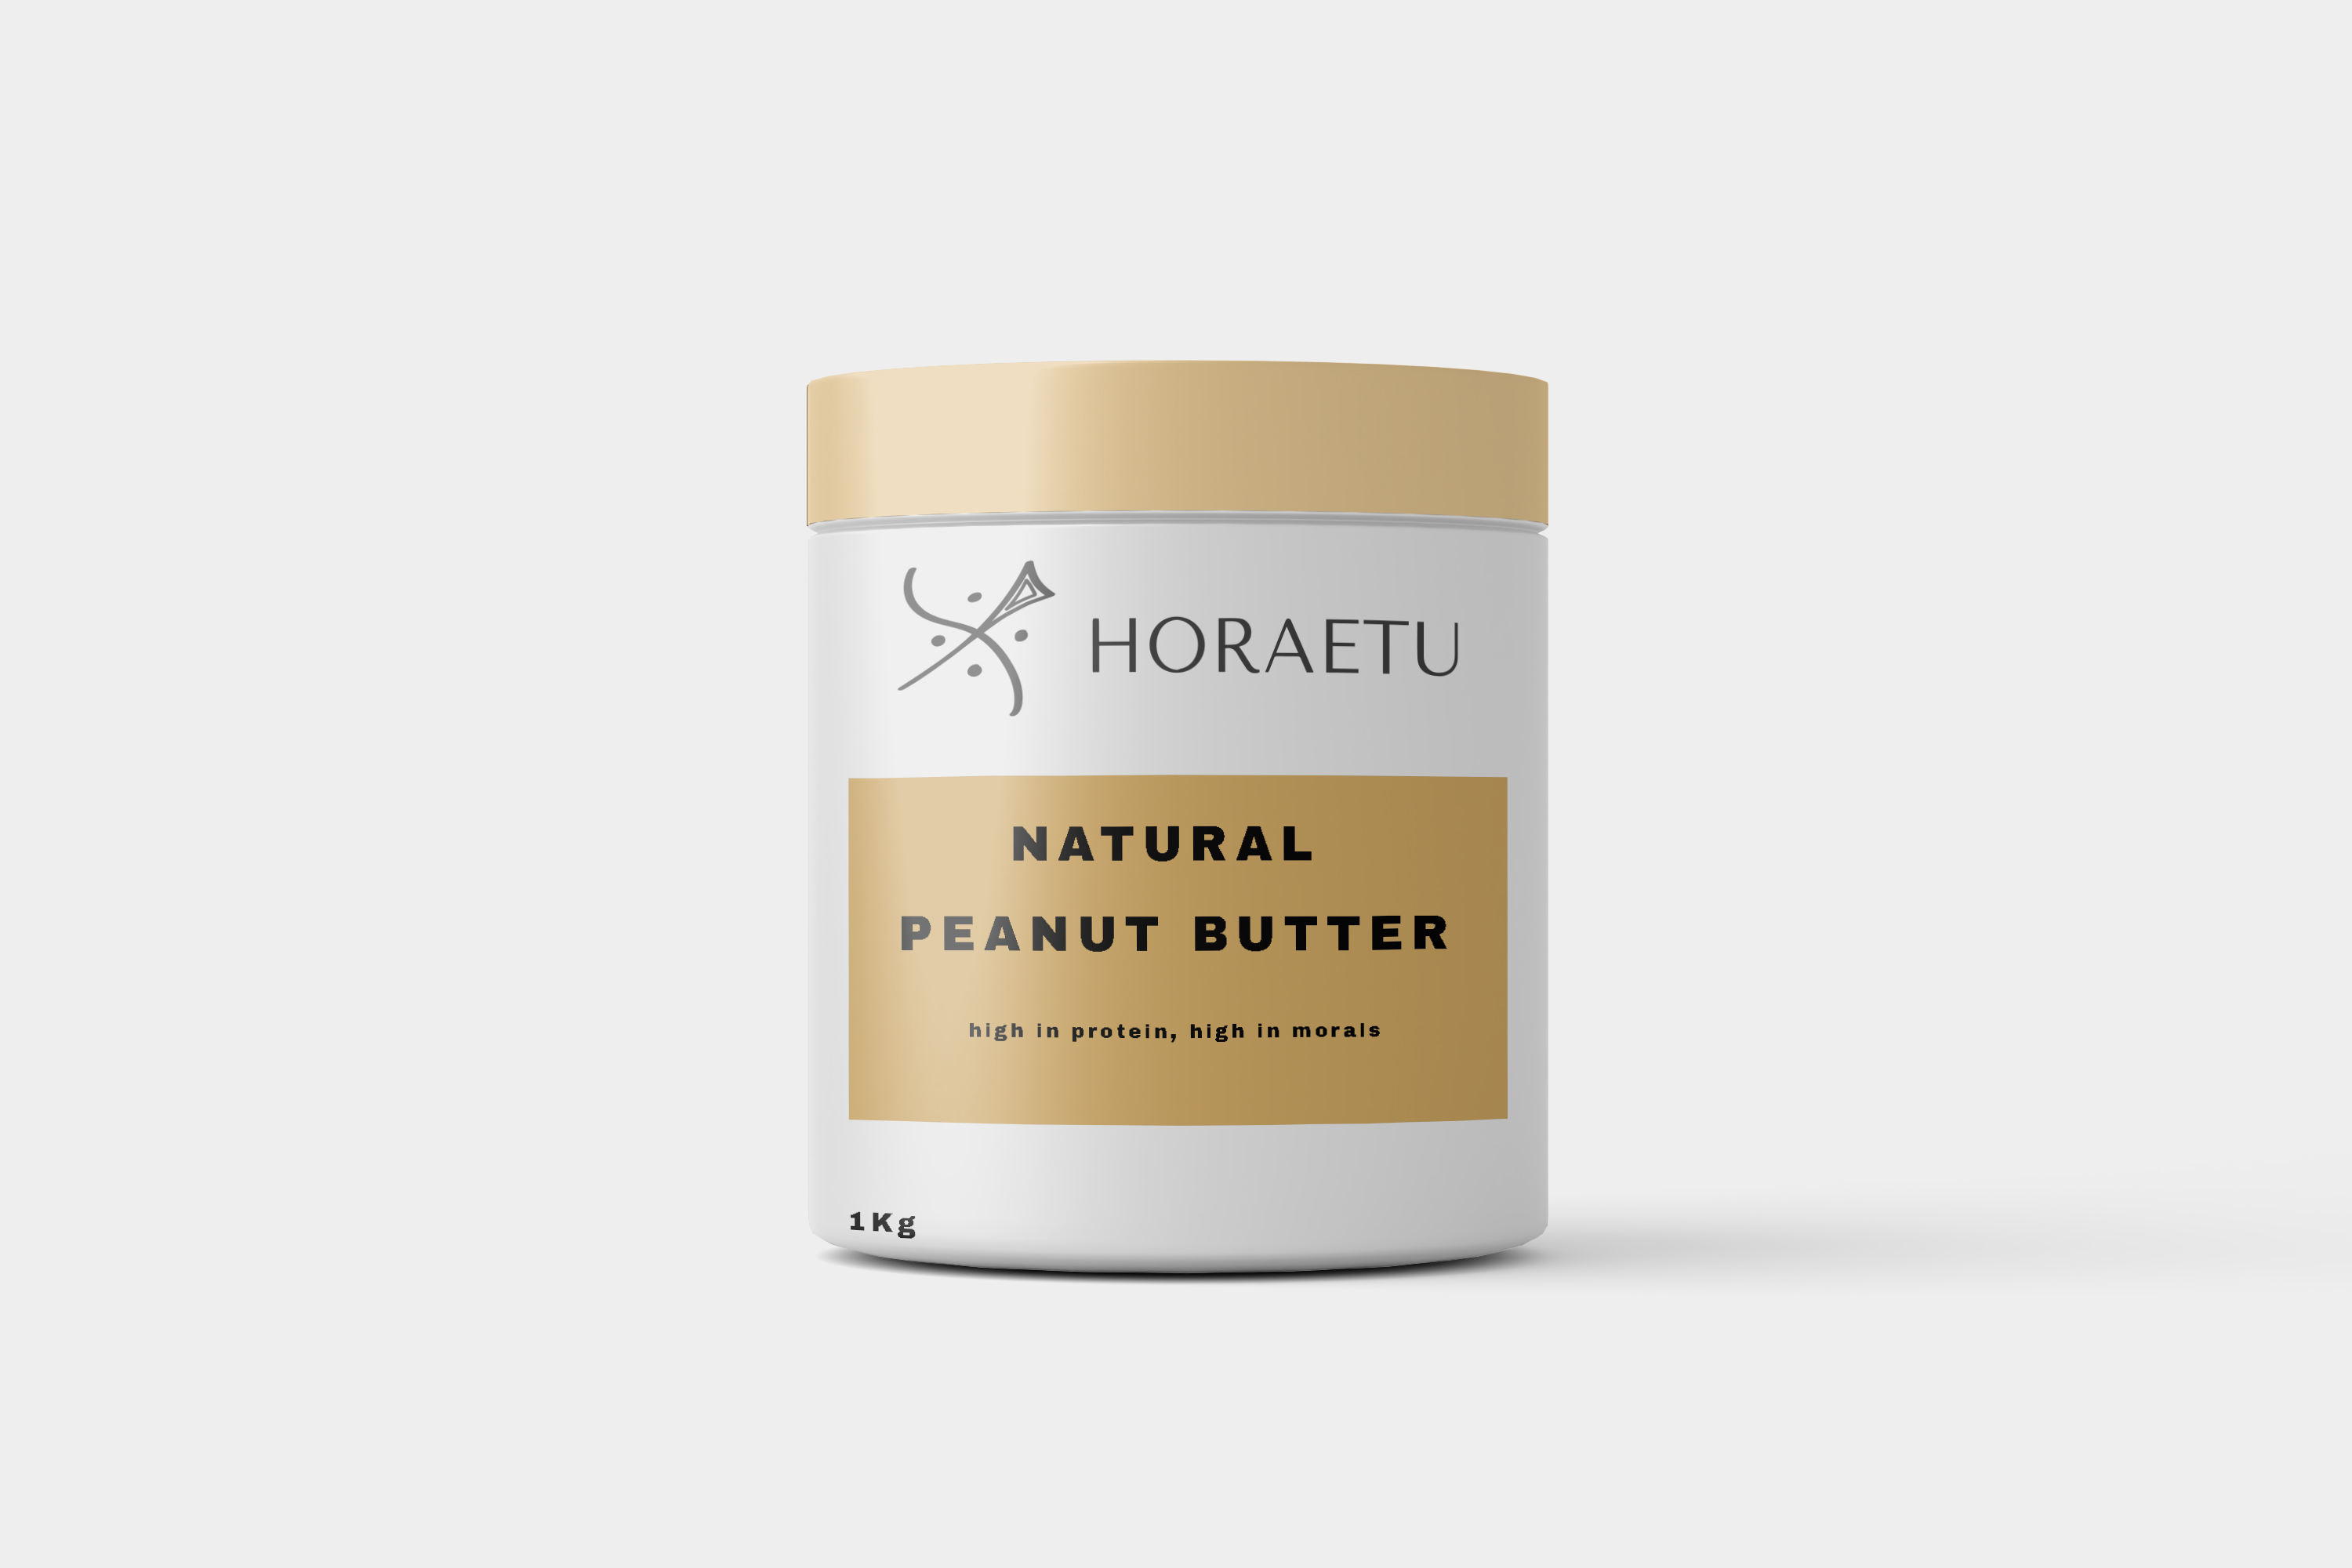 HORAETU
NATURAL
PEANUT BUTTER
high in protein, high in morals
1Kg